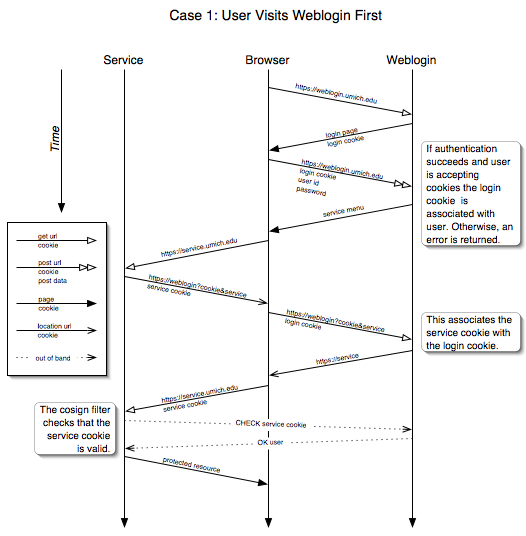 Case 1: User Visits Weblogin First
Service
Browser
Weblogin
Time
https://weblogin.umich.edu
login page
login cookie
https://weblogin.umich.edu
login cookie
user id
password
If authentication
succeeds and user
is accepting
cookies the login
cookie is
associated with
user. Otherwise, an
error is returned.
service menu
get url
cookie
post url
cookie
post data
page
cookie
location url
cookie
out of band
https://service.umich.edu
https://weblogin?cookie&service
service cookie
https://weblogin?cookie&service
login cookie
This associates the
service cookie with
the login cookie.
https://service
https://service.umich.edu
service cookie
The cosign filter
checks that the
service cookie
is valid.
CHECK service cookie
OK user
protected resource